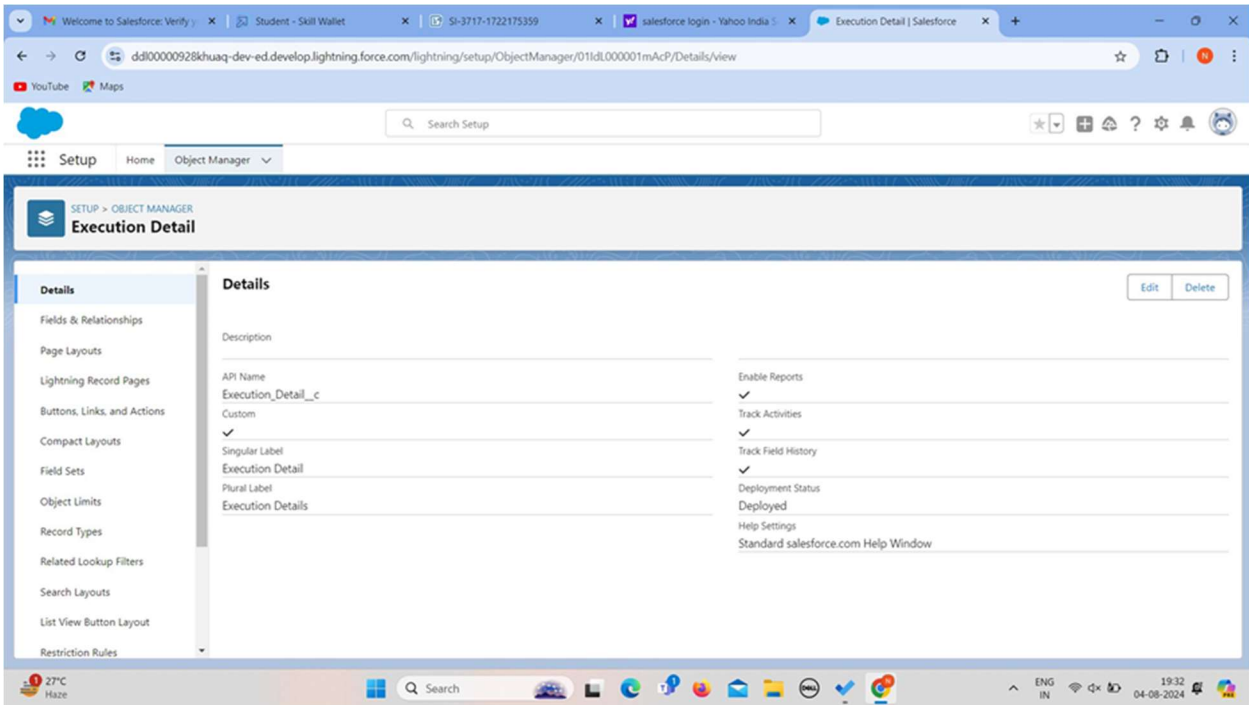 Welcome to Salesforce: Verify y
Student - Skill Wallet
SI-3717-1722175359
salesforce login - Yahoo India S
Execution Detail | Salesforce
ddl00000928khuaq-dev-ed.develop.lightning.force.com/lightning/setup/ObjectManager/01IdL000001mAcP/Details/view
N
YouTube
Maps
Search Setup
Setup
Home
Object Manager
SETUP > OBJECT MANAGER
Execution Detail
Details
Fields & Relationships
Page Layouts
Lightning Record Pages
Buttons, Links, and Actions
Compact Layouts
Field Sets
Object Limits
Record Types
Related Lookup Filters
Search Layouts
List View Button Layout
Restriction Rules
Details
Edit
Delete
Description
API Name
Execution_Detail__c
Custom
Singular Label
Execution Detail
Plural Label
Execution Details
Enable Reports
Track Activities
Track Field History
Deployment Status
Deployed
Help Settings
Standard salesforce.com Help Window
1
27°C
Haze
Search
1
DELL
ENG
IN
19:32
04-08-2024